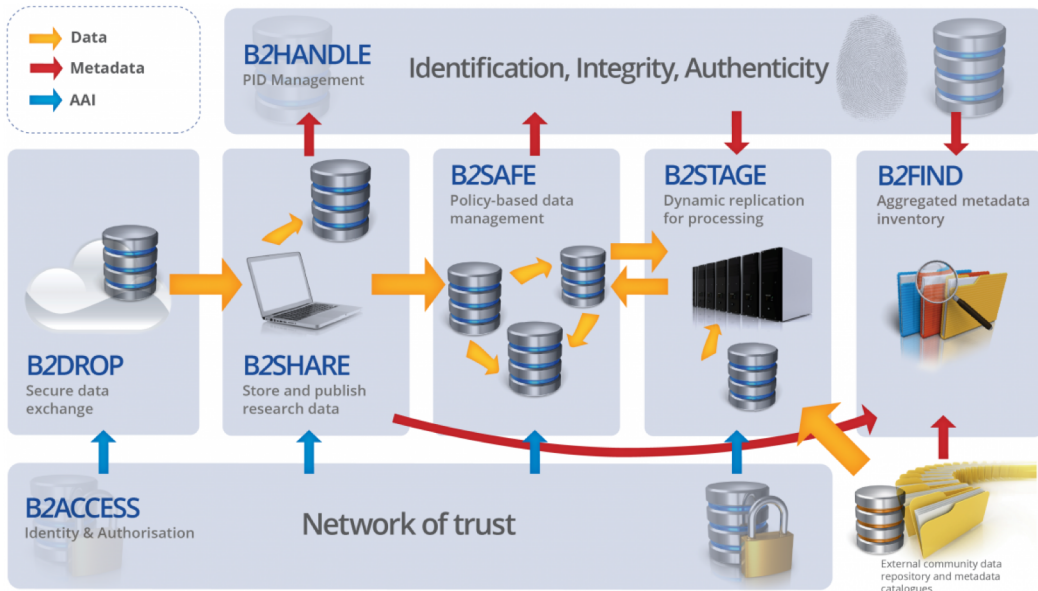 Data
Metadata
AAI
B2HANDLE
PID Management
Identification, Integrity, Authenticity
B2DROP
Secure data
exchange
B2SHARE
Store and publish
research data
B2SAFE
Policy-based data
management
B2STAGE
Dynamic replication
for processing
B2FIND
Aggregated metadata
inventory
B2ACCESS
Identity & Authorisation
Network of trust
External community data
repository and metadata
catalogues